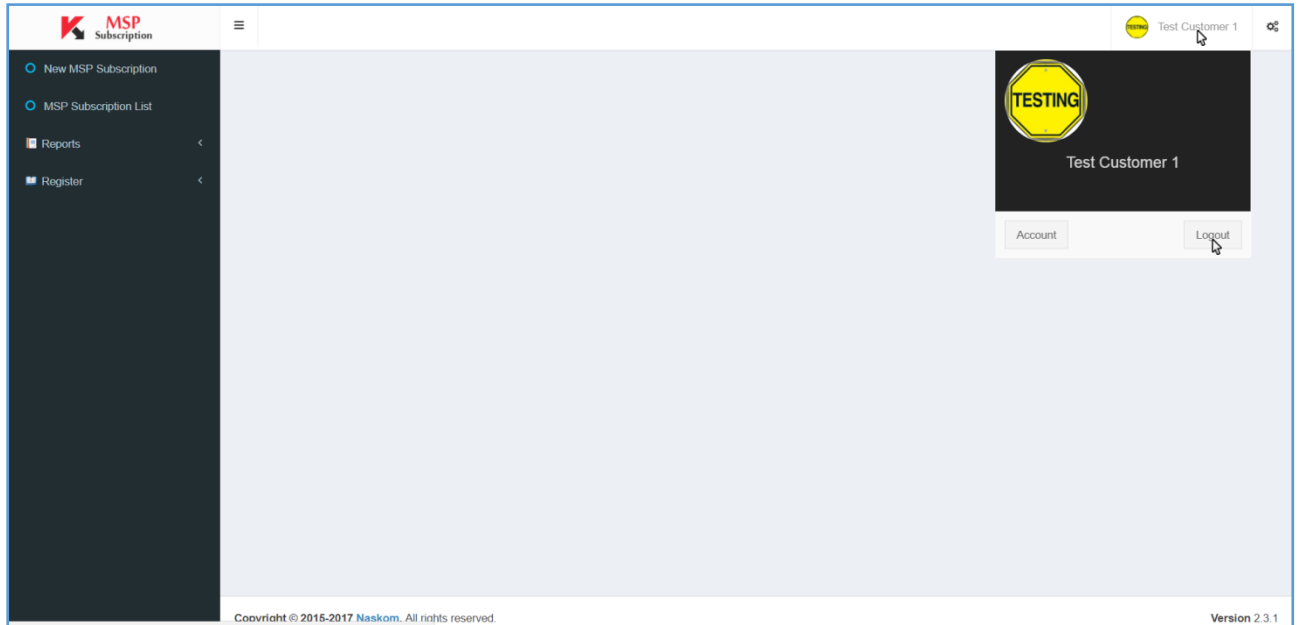 MSP
Subscription
Test Customer 1
New MSP Subscription
MSP Subscription List
Reports
Register
TESTING
Test Customer 1
Account
Logout
Copyright © 2015-2017 Naskom. All rights reserved.
Version 2.3.1